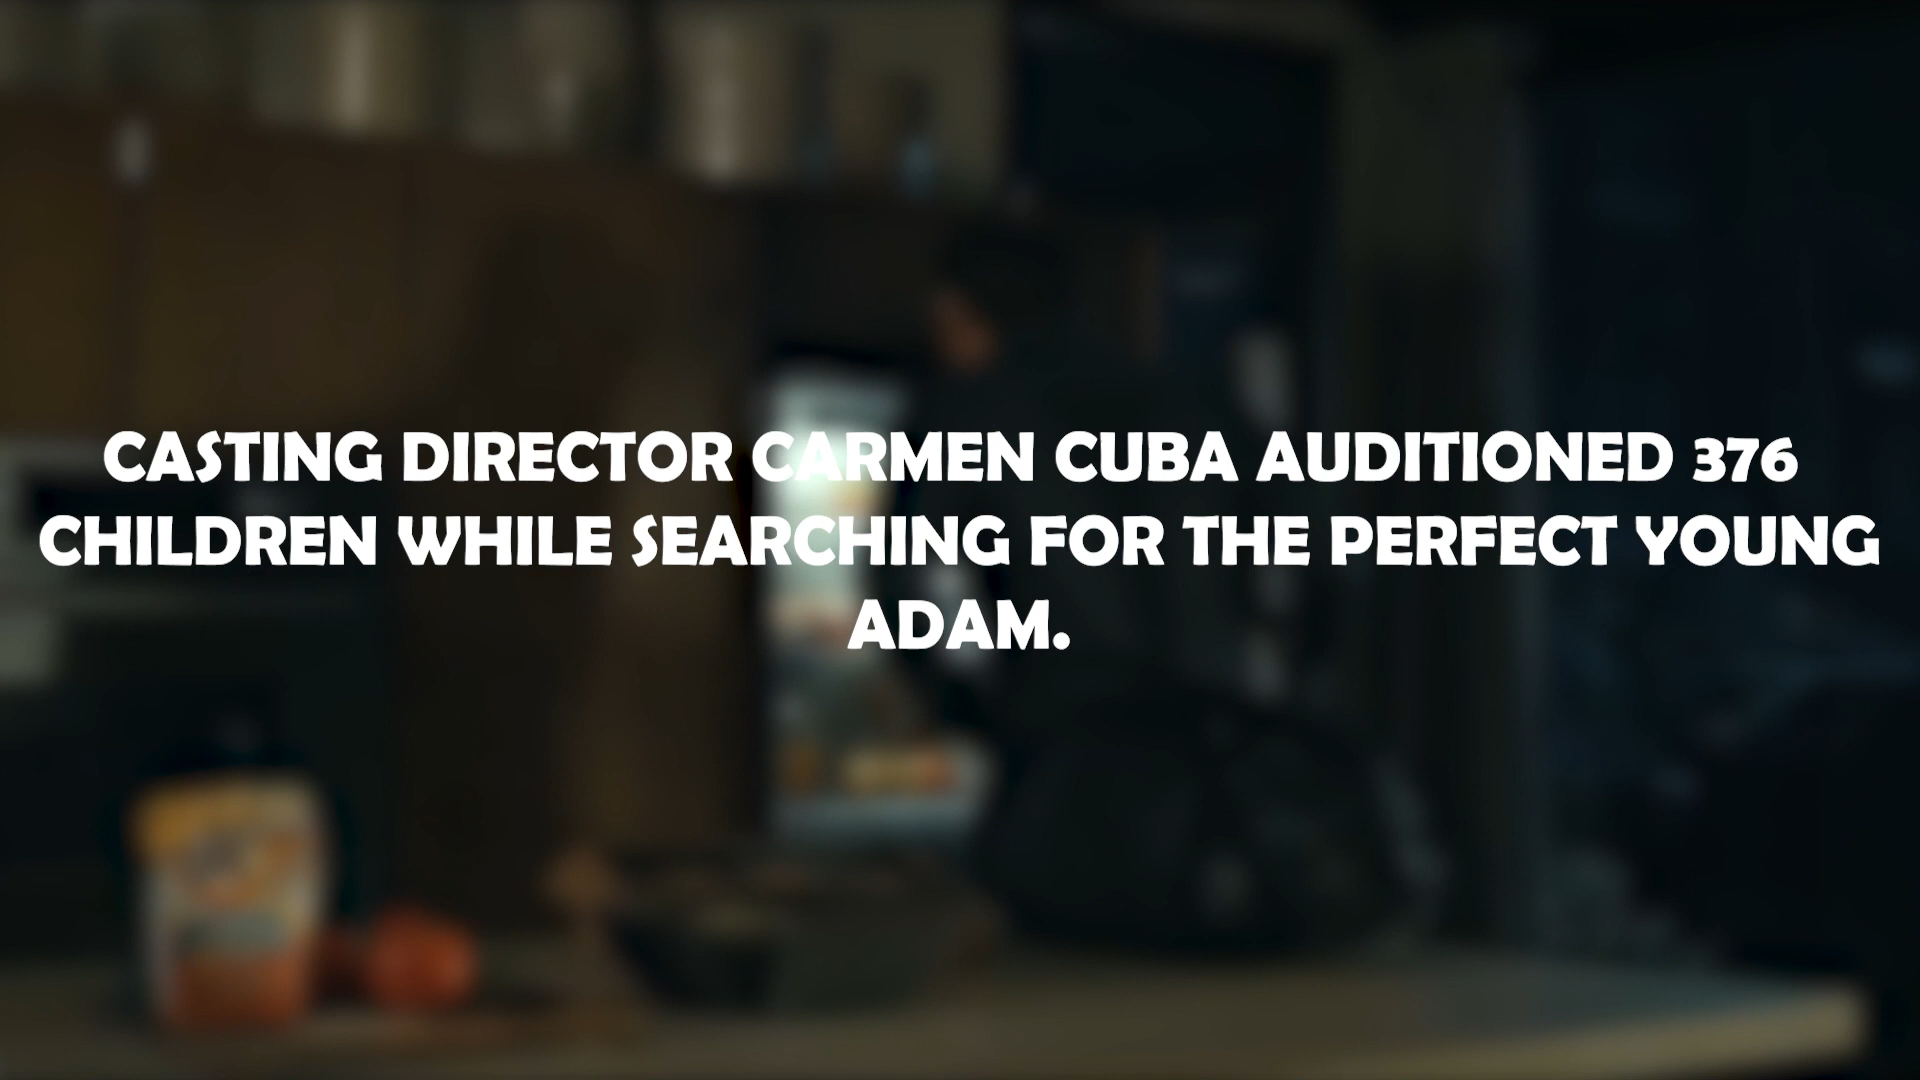 CASTING DIRECTOR CARMEN CUBA AUDITIONED 376
CHILDREN WHILE SEARCHING FOR THE PERFECT YOUNG
ADAM.